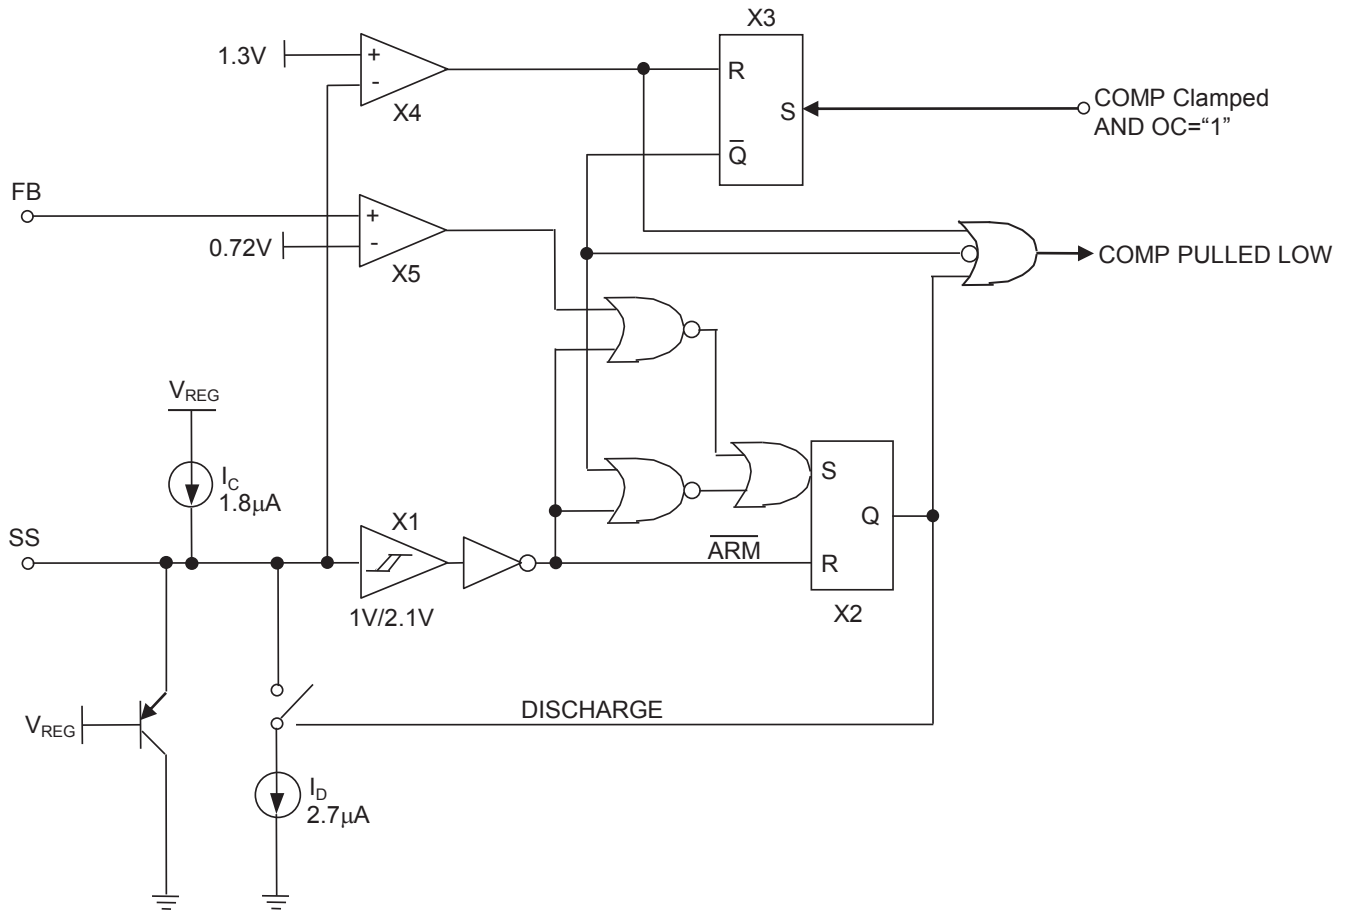 X3
1.3V
+
-
X4
R
S
Q̅
COMP Clamped
AND OC=“1”
FB
+
-
0.72V
X5
COMP PULLED LOW
VREG
IC
1.8µA
SS
X1
1V/2.1V
A̅R̅M̅
S
Q
R
X2
VREG
DISCHARGE
ID
2.7µA